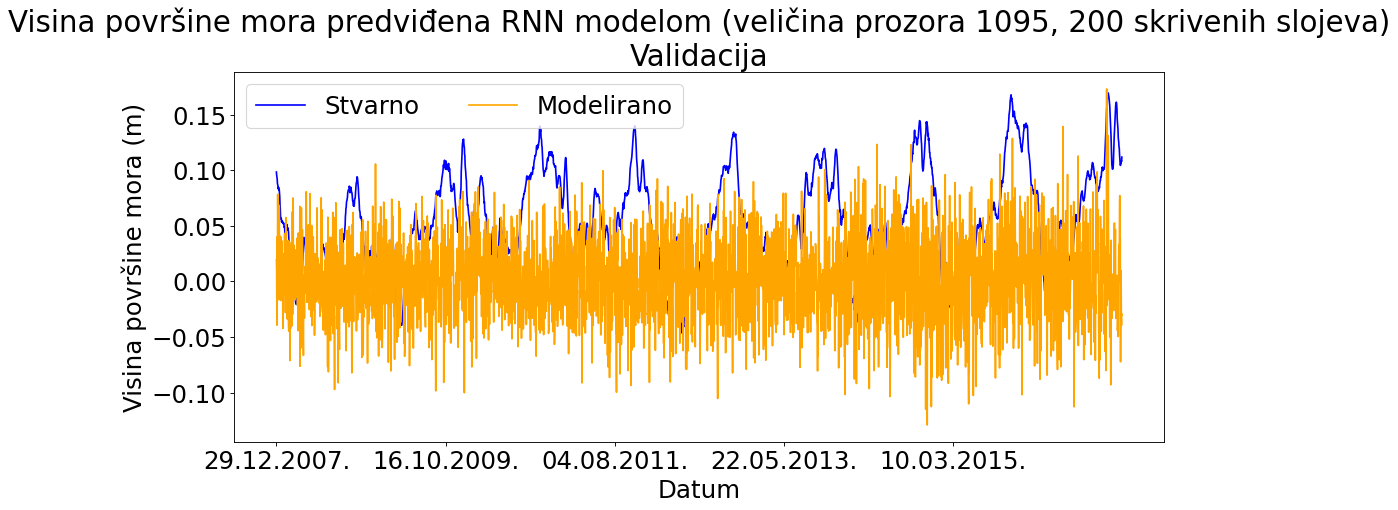 Visina površine mora predviđena RNN modelom (veličina prozora 1095, 200 skrivenih slojeva)
Validacija
Stvarno
Modelirano
Visina površine mora (m)
0.15
0.10
0.05
0.00
−0.05
−0.10
29.12.2007. 16.10.2009. 04.08.2011. 22.05.2013. 10.03.2015.
Datum